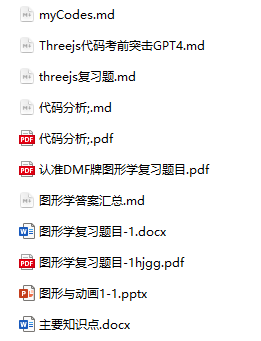 myCodes.md
Threejs代码考前突击GPT4.md
threejs复习题.md
代码分析;.md
代码分析;.pdf
认准DMF牌图形学复习题目.pdf
图形学答案汇总.md
图形学复习题目-1.docx
图形学复习题目-1hjgg.pdf
图形与动画1-1.pptx
主要知识点.docx